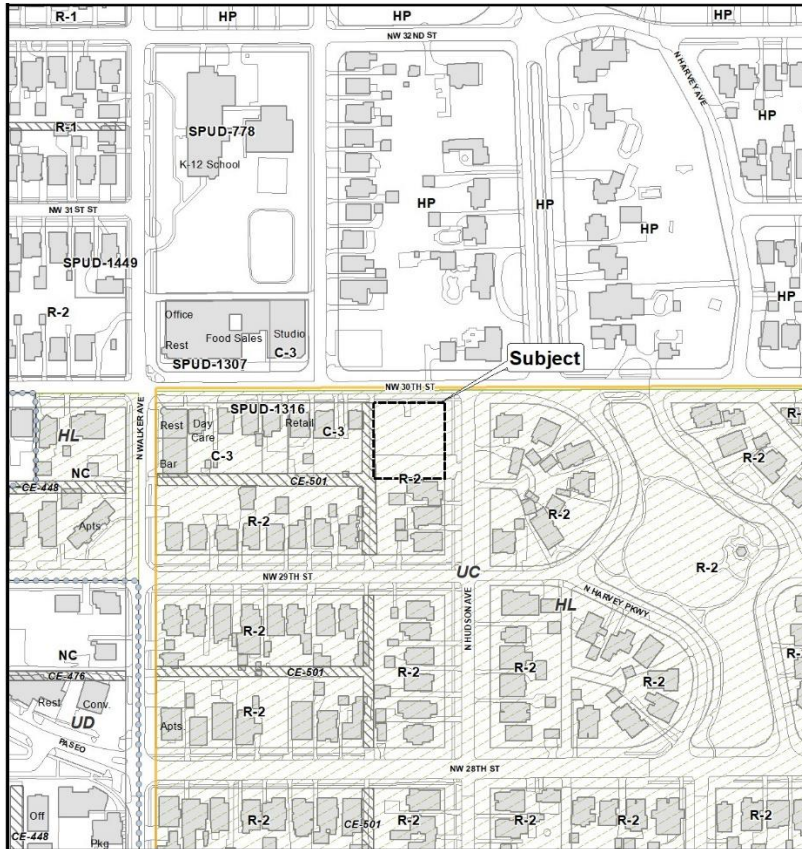 R-1
HP
HP
HP
NW 32ND ST
R-1
SPUD-778
K-12 School
N HARVEY AVE
HP
HP
HP
HP
NW 31ST ST
SPUD-1449
R-2
HP
Office
Food Sales
Studio
Rest
C-3
SPUD-1307
Subject
NW 30TH ST
N WALKER AVE
HL
NC
CE-448
Apts
Rest
Day
Care
SPUD-1316
Retail
C-3
Bar
C-3
CE-501
R-2
R-2
R-2
R-2
R-2
R-
NW 29TH ST
UC
HL
N HARVEY PKWY
N HUDSON AVE
NC
CE-476
Rest
Conv.
UD
PASEO
R-2
CE-501
R-2
Apts
R-2
R-2
R-2
R-
NW 28TH ST
Off
CE-448
Pkg
R-2
CE-501
R-2
R-2
R-2
R-2